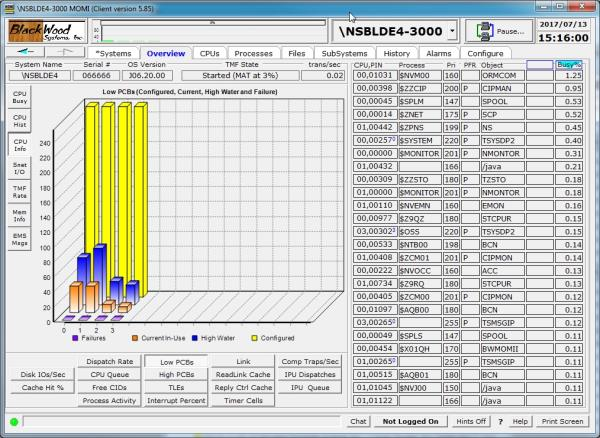 \NSBLDE4-3000 MOMI (Client version 5.85)
BlackWood Systems, Inc
\NSBLDE4-3000
Pause...
2017/07/13
15:16:00
*Systems Overview CPUs Processes Files SubSystems History Alarms Configure
System Name Serial # OS Version TMF State trans/sec
\NSBLDE4 066666 J06.20.00 Started (MAT at 3%) 0.02
CPU Busy
CPU Hist
CPU Info
Snet I/O
TMF Rate
Mem Info
EMS Msgs
Low PCBs (Configured, Current, High Water and Failure)
240
220
200
180
160
140
120
100
80
60
40
20
0
0 1 2 3
Failures Current In-Use High Water Configured
Dispatch Rate Low PCBs Link Comp Traps/Sec
Disk IOs/Sec CPU Queue High PCBs ReadLink Cache IPU Dispatches
Cache Hit % Free CIDs TLEs Reply Ctrl Cache IPU Queue
Process Activity Interrupt Percent Timer Cells
CPU,PIN Process Pri PFR Object Busy%
00,01031 $NVM00 160 ORMCOM 1.25
00,00398 $ZZCIP 200 P CIPMAN 0.95
00,00045 $SPLM 147 SPOOL 0.53
00,00014 $ZNET 175 P SCP 0.52
01,00442 $ZPNS 199 P NS 0.45
00,00257 $SYSTEM 220 P TSYSDP2 0.40
00,00000 $MONITOR 201 P NMONTOR 0.31
01,00432 166 /java 0.21
00,00309 $ZZSTO 180 P TZSTO 0.18
01,00000 $MONITOR 201 P NMONTOR 0.18
01,00110 $NVEMN 160 EMON 0.16
00,00977 $Z9QZ 180 STCPUR 0.15
03,00302 $OSS 220 P TSYSDP2 0.15
00,00533 $NTB00 198 BCN 0.14
01,00408 $ZCM01 201 P CIPMON 0.14
00,00222 $NVOCC 160 ACC 0.13
01,00734 $Z9RQ 180 STCPUR 0.13
00,00405 $ZCM00 201 P CIPMON 0.12
00,01097 $AQB00 180 BCN 0.12
03,00265 255 P TSMSGIP 0.12
00,00049 $SPLS 147 SPOOL 0.11
00,00454 $X01QH 170 BWMOMII 0.11
01,00265 255 P TSMSGIP 0.11
00,00515 $AQB01 180 BCN 0.11
01,01045 $NVJ00 150 /java 0.11
01,01122 166 /java 0.11
Chat Not Logged On Hints Off ? Help Print Screen